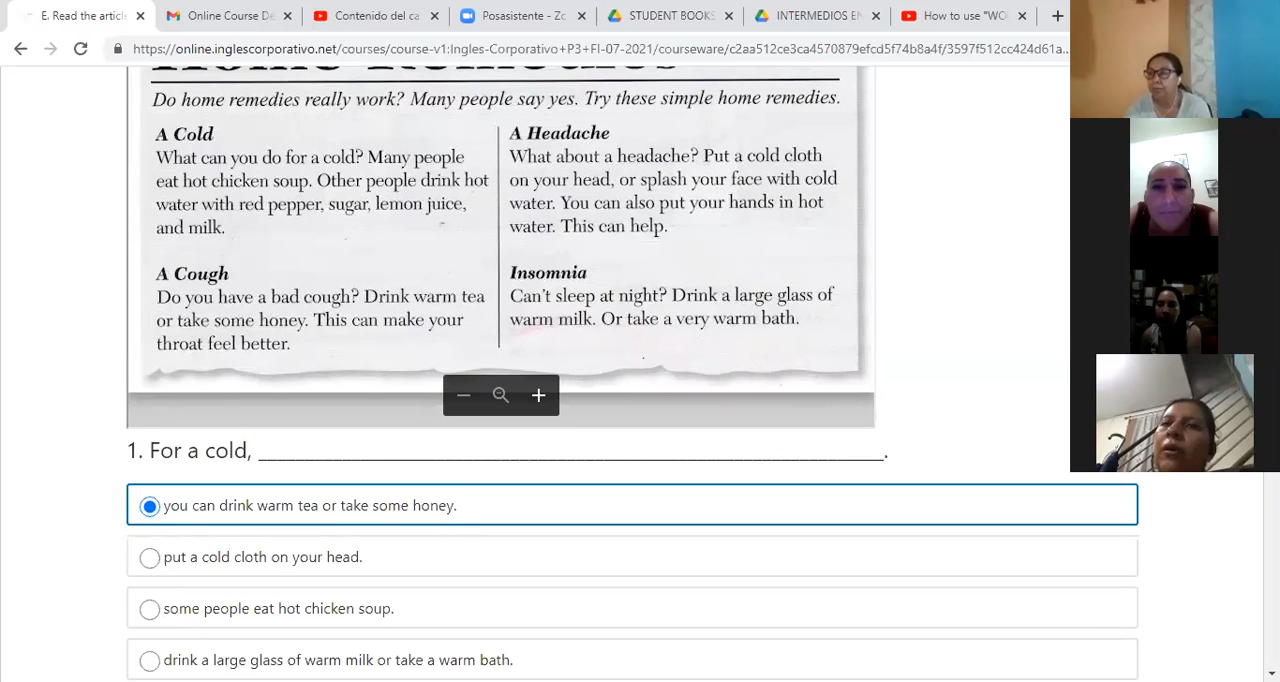 E. Read the article
Online Course De
Contenido del ca
Posasistente - Zo
STUDENT BOOKS
INTERMEDIOS EN
How to use "WO
https://online.inglescorporativo.net/courses/course-v1:Ingles-Corporativo+P3+FI-07-2021/courseware/c2aa512ce3ca4570879efcd5f74b8a4f/3597f512cc424d61a...
Home Remedies
Do home remedies really work? Many people say yes. Try these simple home remedies.
A Cold
What can you do for a cold? Many people
eat hot chicken soup. Other people drink hot
water with red pepper, sugar, lemon juice,
and milk.
A Cough
Do you have a bad cough? Drink warm tea
or take some honey. This can make your
throat feel better.
A Headache
What about a headache? Put a cold cloth
on your head, or splash your face with cold
water. You can also put your hands in hot
water. This can help.
Insomnia
Can't sleep at night? Drink a large glass of
warm milk. Or take a very warm bath.
1. For a cold, ______________________________________________________.
you can drink warm tea or take some honey.
put a cold cloth on your head.
some people eat hot chicken soup.
drink a large glass of warm milk or take a warm bath.